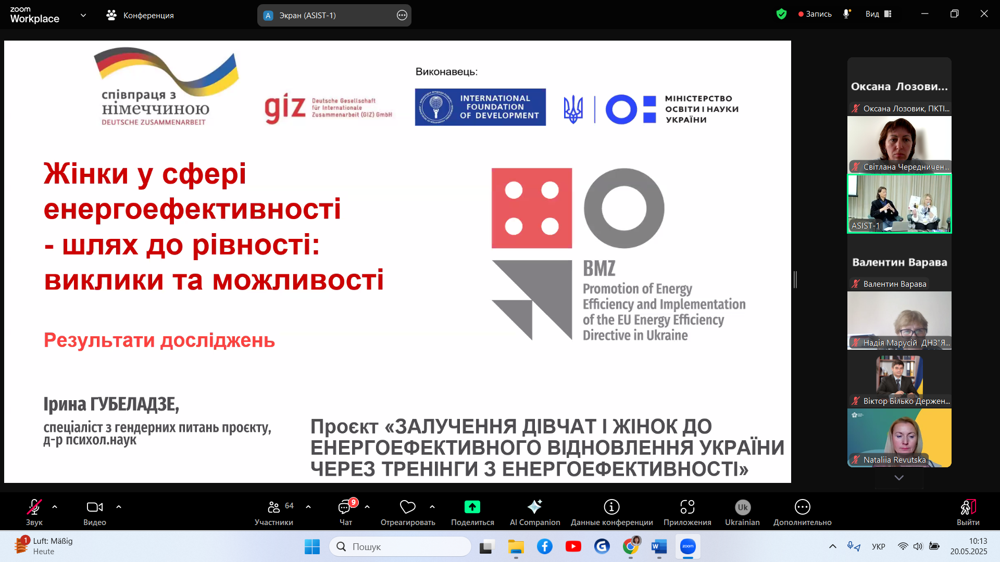 zoom
Workplace
Конференция
A
Экран (ASIST-1)
Запись
Вид
співпраця з
німеччиною
DEUTSCHE ZUSAMMENARBEIT
giz
Deutsche Gesellschaft
für Internationale
Zusammenarbeit (GIZ) GmbH
Виконавець:
INTERNATIONAL
FOUNDATION
OF DEVELOPMENT
МІНІСТЕРСТВО
ОСВІТИ І НАУКИ
УКРАЇНИ
Жінки у сфері
енергоефективності
- шлях до рівності:
виклики та можливості
Результати досліджень
BMZ
Promotion of Energy
Efficiency and Implementation
of the EU Energy Efficiency
Directive in Ukraine
Ірина ГУБЕЛАДЗЕ,
спеціаліст з гендерних питань проєкту,
д-р психол.наук
Проєкт «ЗАЛУЧЕННЯ ДІВЧАТ І ЖІНОК ДО
ЕНЕРГОЕФЕКТИВНОГО ВІДНОВЛЕННЯ УКРАЇНИ
ЧЕРЕЗ ТРЕНІНГИ З ЕНЕРГОЕФЕКТИВНОСТІ»
Оксана Лозови...
Оксана Лозовик, ПКТІ...
Світлана Чередничен...
ASIST-1
Валентин Варава
Валентин Варава
Надія Марусій ДНЗ"Я...
Віктор Білько Держен...
Nataliia Revutska
Звук
Видео
64
Участники
9
Чат
Отреагировать
Поделиться
AI Companion
Данные конференции
Приложения
Uk
Ukrainian
Дополнительно
Выйти
1
Luft: Mäßig
Heute
Пошук
W
zoom
УКР
10:13
20.05.2025